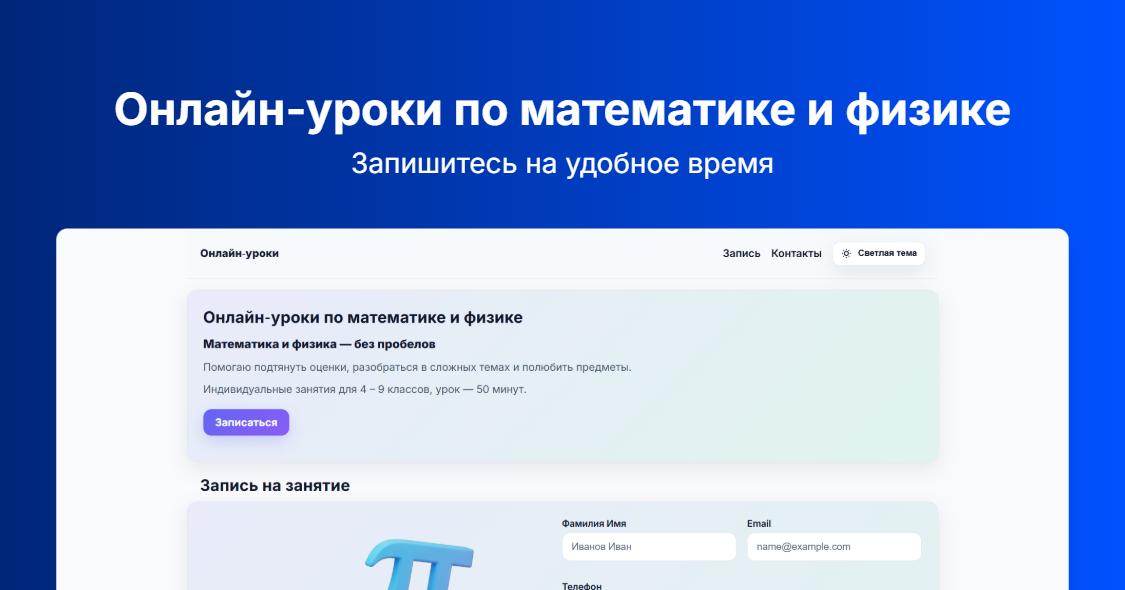 Онлайн-уроки по математике и физике
Запишитесь на удобное время
Онлайн-уроки
Запись Контакты Светлая тема
Онлайн-уроки по математике и физике
Математика и физика — без пробелов
Помогаю подтянуть оценки, разобраться в сложных темах и полюбить предметы.
Индивидуальные занятия для 4 – 9 классов, урок — 50 минут.
Записаться
Запись на занятие
Фамилия Имя
Иванов Иван
Email
name@example.com
Телефон
π